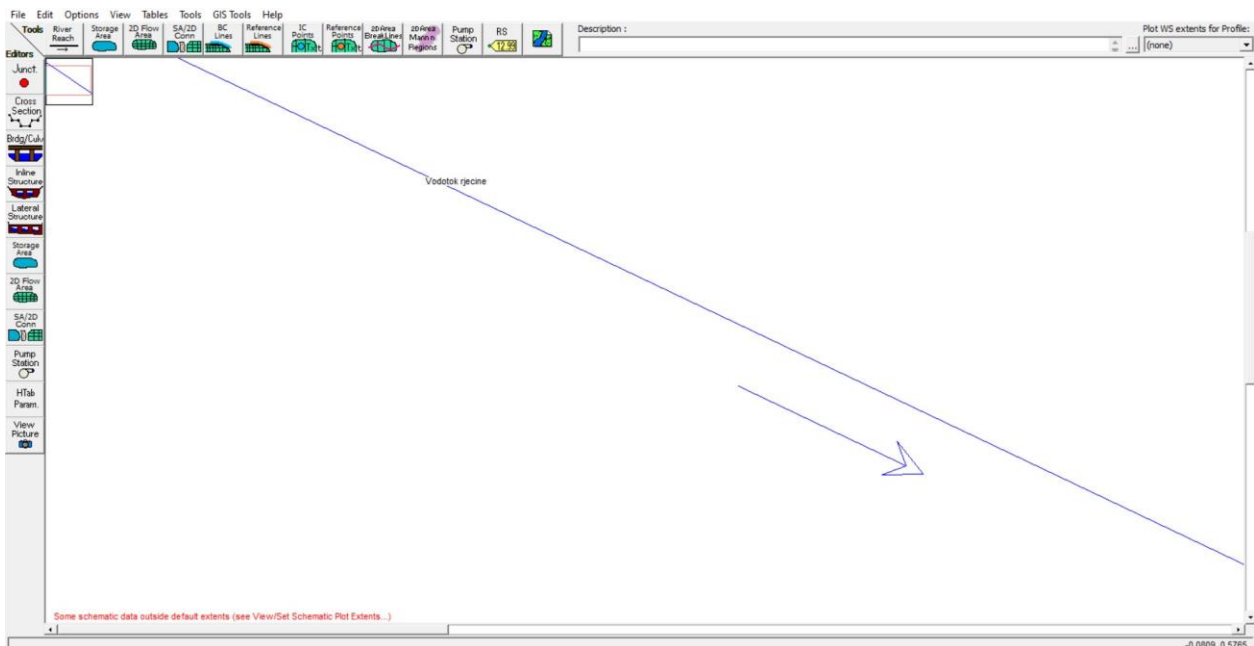 File Edit Options View Tables Tools GIS Tools Help
Tools
Editors
River Reach
Storage Area
2D Flow Area
SA/2D Conn
BC Lines
Reference Lines
IC Points
Reference Points
2D Area BreakLines
2D Area Mann n Regions
Pump Station
RS
12.99
Description :
Plot WS extents for Profile:
...
(none)
Junct.
Cross Section
Brdg/Culv
Inline Structure
Lateral Structure
Storage Area
2D Flow Area
SA/2D Conn
Pump Station
HTab Param.
View Picture
Vodotok rjecine
Some schematic data outside default extents (see View/Set Schematic Plot Extents...)
-0.0809, 0.5765